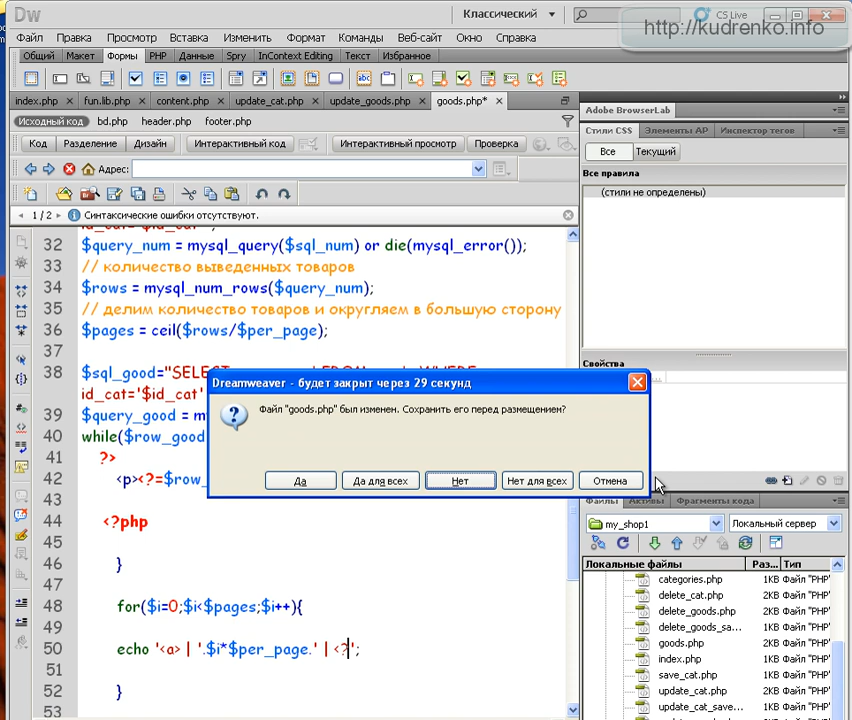 Dw
Классический
CS Live
http://kudrenko.info
Файл Правка Просмотр Вставка Изменить Формат Команды Веб-сайт Окно Справка
Общий Макет Формы PHP Данные Spry InContext Editing Текст Избранное
index.php fun.lib.php content.php update_cat.php update_goods.php goods.php*
Исходный код bd.php header.php footer.php
Код Разделение Дизайн Интерактивный код Интерактивный просмотр Проверка
Адрес:
1 / 2 Синтаксические ошибки отсутствуют.
id_cat='$id_cat'";
32 $query_num = mysql_query($sql_num) or die(mysql_error());
33 // количество выведенных товаров
34 $rows = mysql_num_rows($query_num);
35 // делим количество товаров и округляем в большую сторону
36 $pages = ceil($rows/$per_page);
37
38 $sql_good="SELECT
id_cat='$id_cat'
39 $query_good = m
40 while($row_good
41 ?>
42 <p><?=$row_
43
44 <?php
45
46 }
47
48 for($i=0;$i<$pages;$i++){
49
50 echo '<a> | '.$i*$per_page.' | <?';
51
52 }
53
Dreamweaver - будет закрыт через 29 секунд
Файл "goods.php" был изменен. Сохранить его перед размещением?
Да Да для всех Нет Нет для всех Отмена
Adobe BrowserLab
Стили CSS Элементы AP Инспектор тегов
Все Текущий
Все правила
(стили не определены)
Свойства
Файлы Активы Фрагменты кода
my_shop1 Локальный сервер
Локальные файлы Раз... Тип
categories.php 1KB Файл "PHP"
delete_cat.php 1KB Файл "PHP"
delete_goods.php 2KB Файл "PHP"
delete_goods_sa... 1KB Файл "PHP"
goods.php 2KB Файл "PHP"
index.php 1KB Файл "PHP"
save_cat.php 1KB Файл "PHP"
update_cat.php 2KB Файл "PHP"
update_cat_save... 1KB Файл "PHP"
update_goods.php 2KB Файл "PHP"